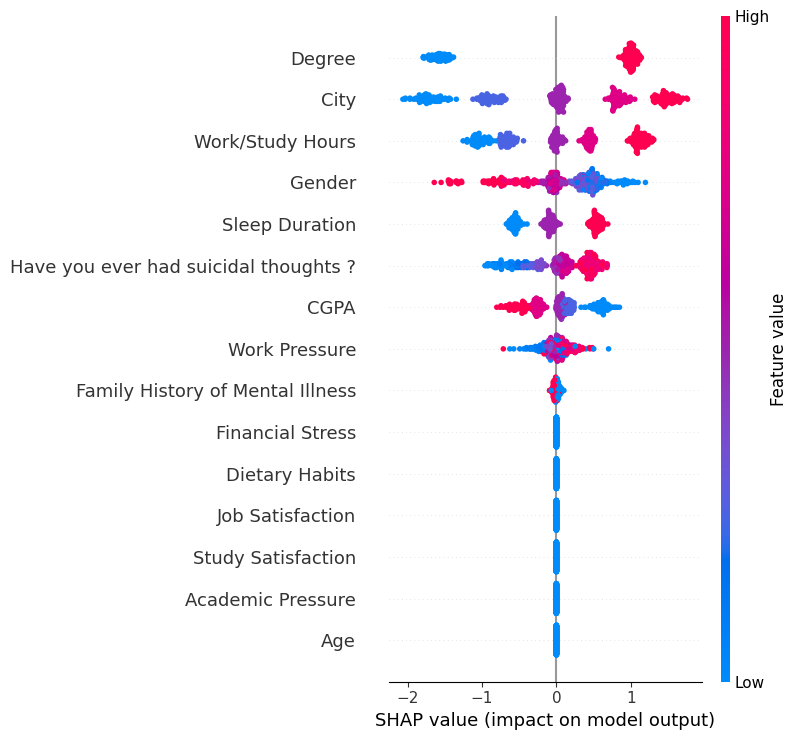 High
Degree
City
Work/Study Hours
Gender
Sleep Duration
Have you ever had suicidal thoughts ?
CGPA
Work Pressure
Family History of Mental Illness
Financial Stress
Dietary Habits
Job Satisfaction
Study Satisfaction
Academic Pressure
Age
Feature value
Low
−2 −1 0 1
SHAP value (impact on model output)